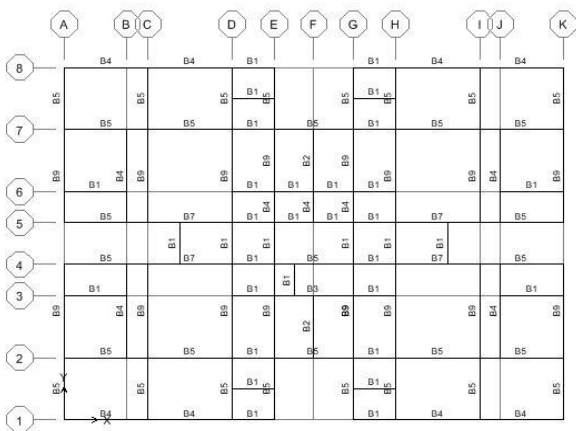 A B C D E F G H I J K
B4 B4 B1 B1 B4 B4
8
B5 B5 B5 B1 B5 B5 B1 B5 B5 B5
7
B5 B5 B1 B5 B1 B5 B5
B9 B4 B9 B9 B9 B2 B9 B9 B9 B4 B9
6
B1 B1 B1 B1 B1 B1
B4 B4 B4
5
B5 B7 B1 B1 B1 B7 B5
B1 B1 B1 B1 B1 B1
4
B5 B7 B1 B5 B1 B7 B5
B1
3
B1 B1 B3 B1 B1
B9 B4 B9 B9 B2 B9 B9 B9 B4 B9
2
B5 B5 B1 B5 B1 B5 B5
Y
B5 B5 B5 B1 B5 B5 B1 B5 B5 B5
1
X
B4 B4 B1 B1 B4 B4